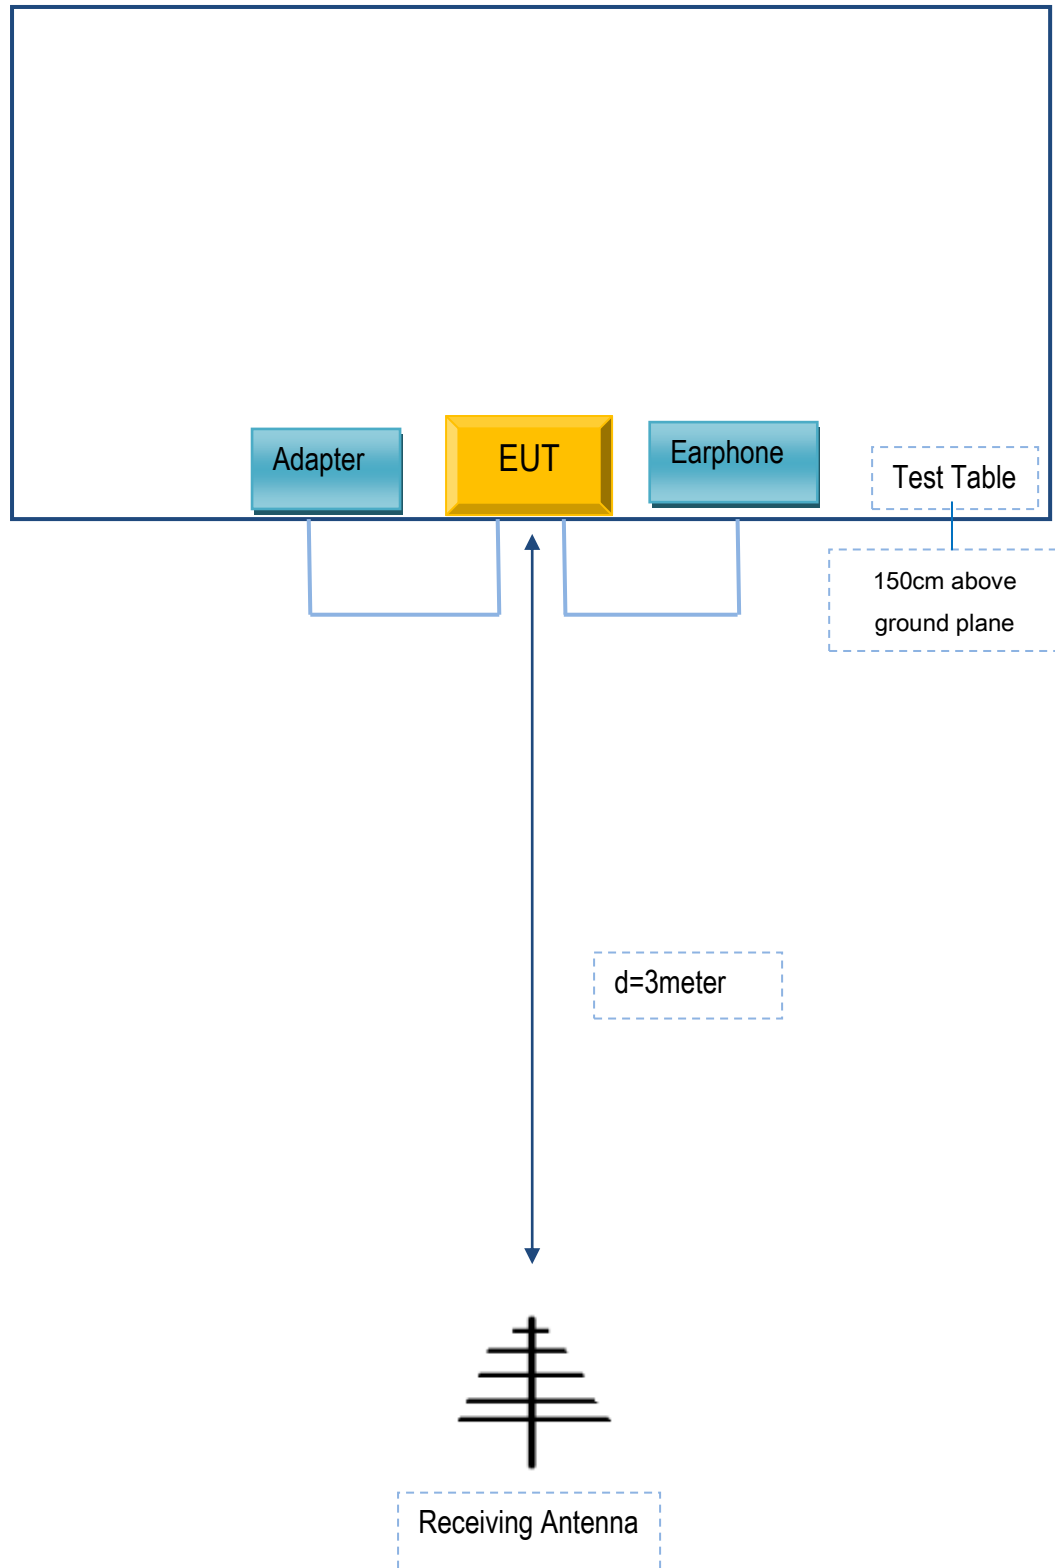 Adapter
EUT
Earphone
Test Table
150cm above
ground plane
d=3meter
Receiving Antenna